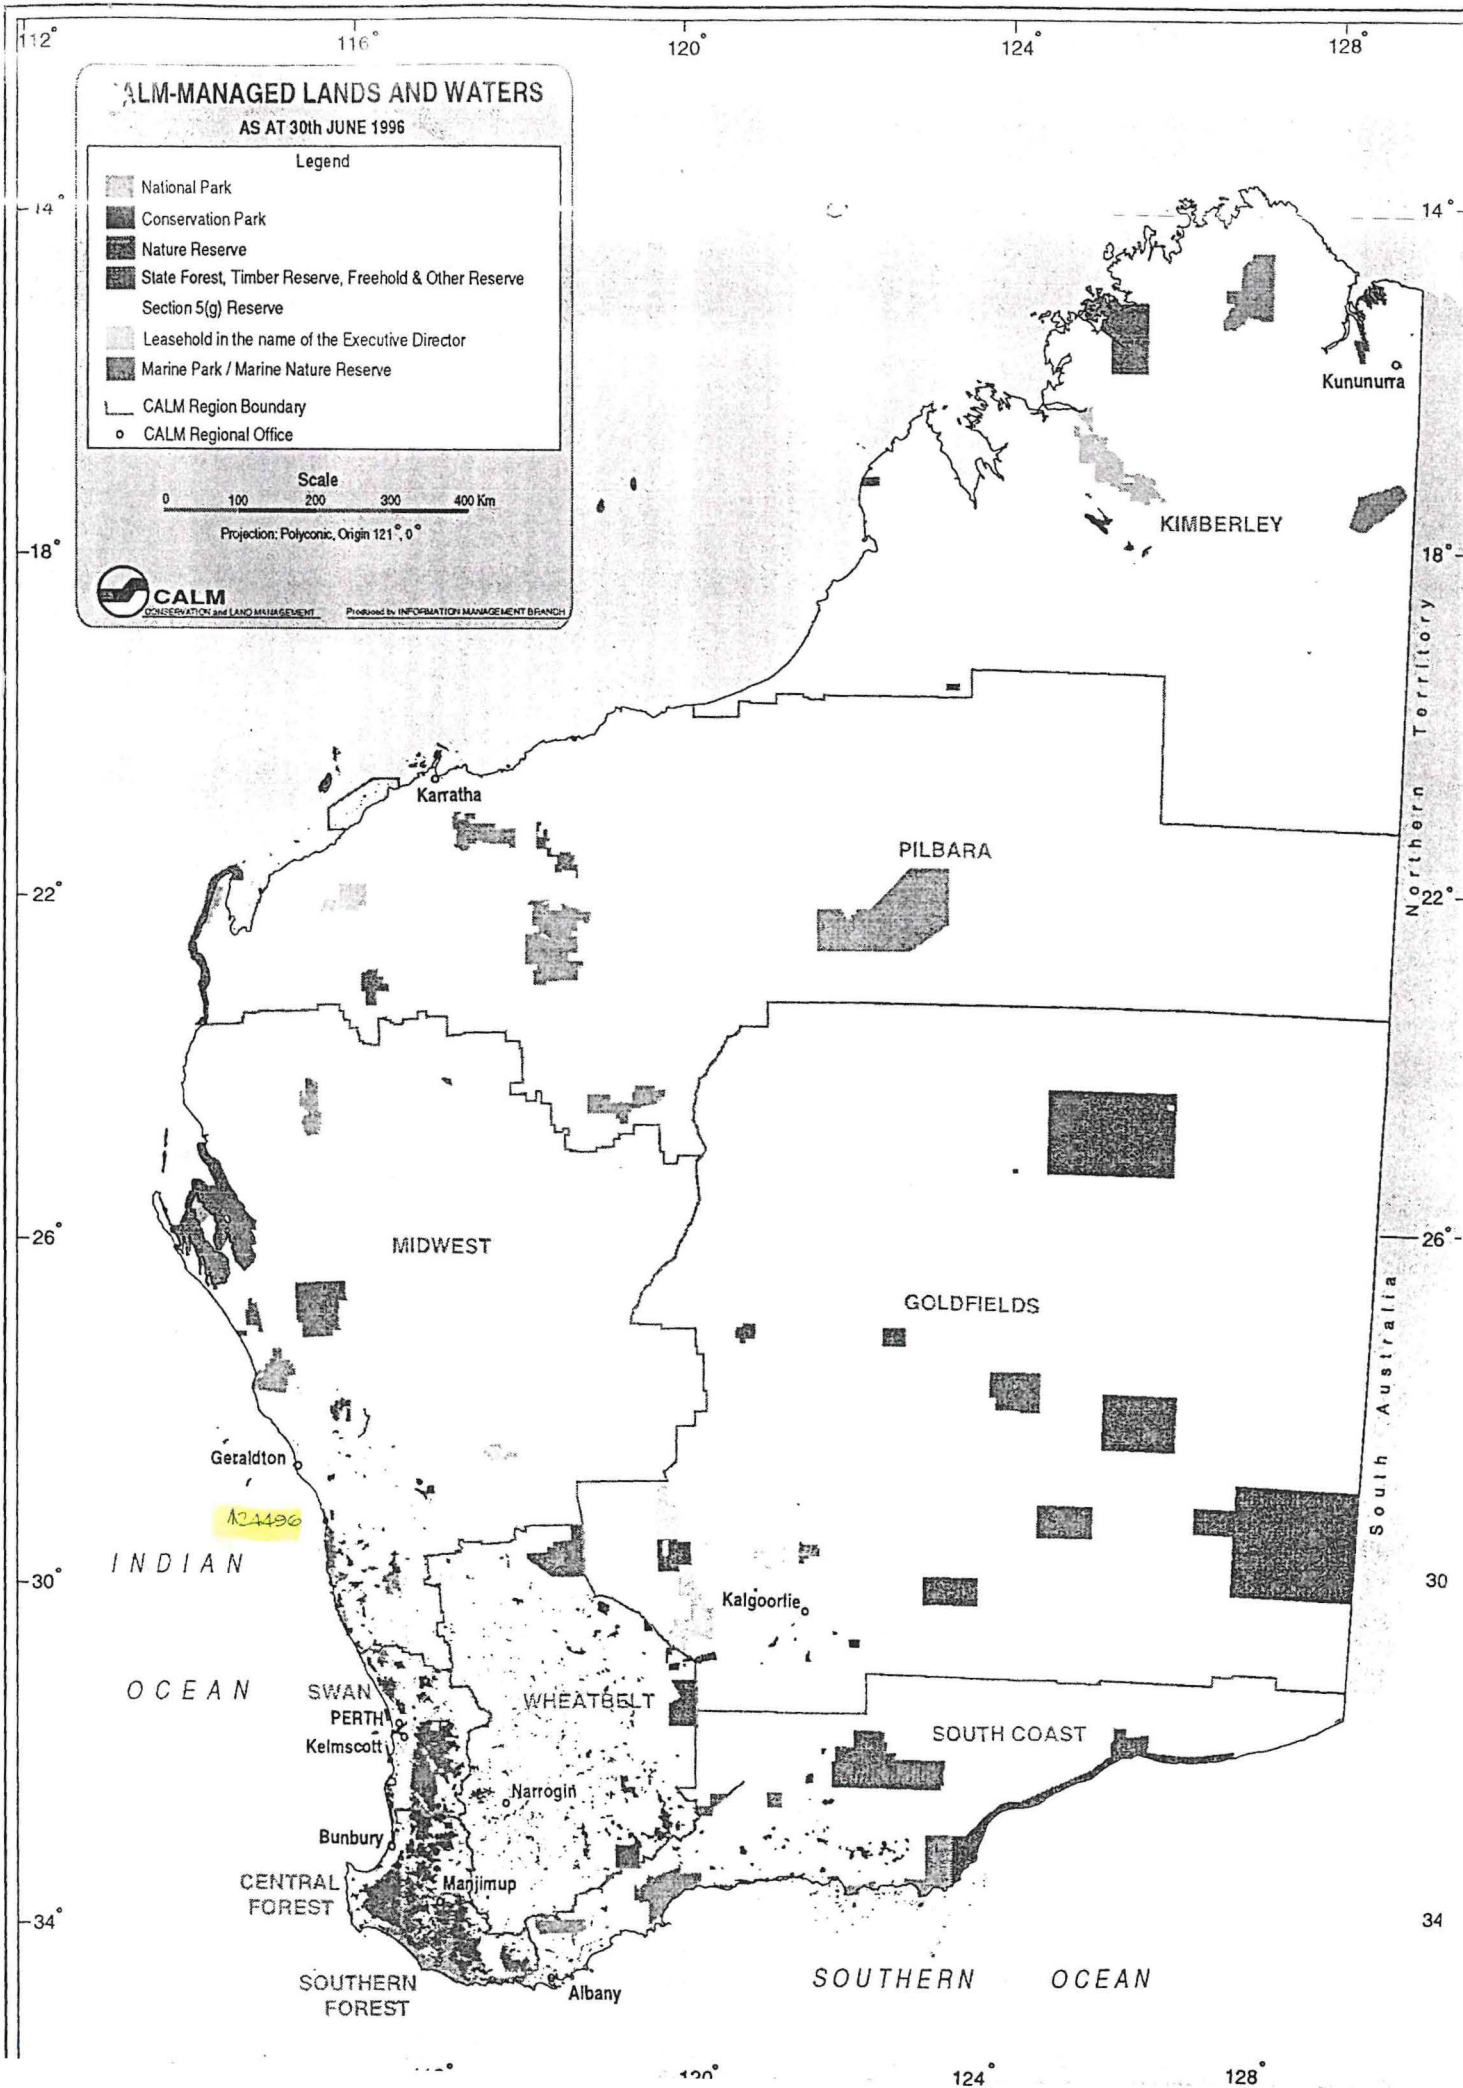 112°
116°
120°
124°
128°
ALM-MANAGED LANDS AND WATERS
AS AT 30th JUNE 1996
Legend
National Park
Conservation Park
Nature Reserve
State Forest, Timber Reserve, Freehold & Other Reserve
Section 5(g) Reserve
Leasehold in the name of the Executive Director
Marine Park / Marine Nature Reserve
CALM Region Boundary
CALM Regional Office
Scale
0 100 200 300 400 Km
Projection: Polyconic, Origin 121°, 0°
CALM
CONSERVATION and LAND MANAGEMENT
Produced by INFORMATION MANAGEMENT BRANCH
14°
14°
Kununurra
KIMBERLEY
18°
18°
Northern Torritory
Karratha
PILBARA
22°
22°
26°
26°
MIDWEST
GOLDFIELDS
South Australia
Geraldton
INDIAN
30
30°
Kalgoorlie
OCEAN
SWAN
WHEATBELT
PERTH
SOUTH COAST
Kelmscott
Narrogin
Bunbury
CENTRAL
FOREST
Manjimup
34°
34
SOUTHERN
FOREST
Albany
SOUTHERN OCEAN
124°
128°